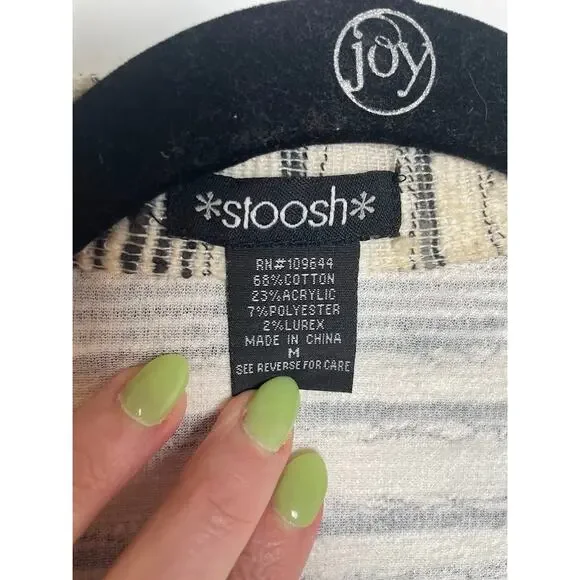 joy
*stoosh*
RN#109644
68%COTTON
23%ACRYLIC
7%POLYESTER
2%LUREX
MADE IN CHINA
M
SEE REVERSE FOR CARE